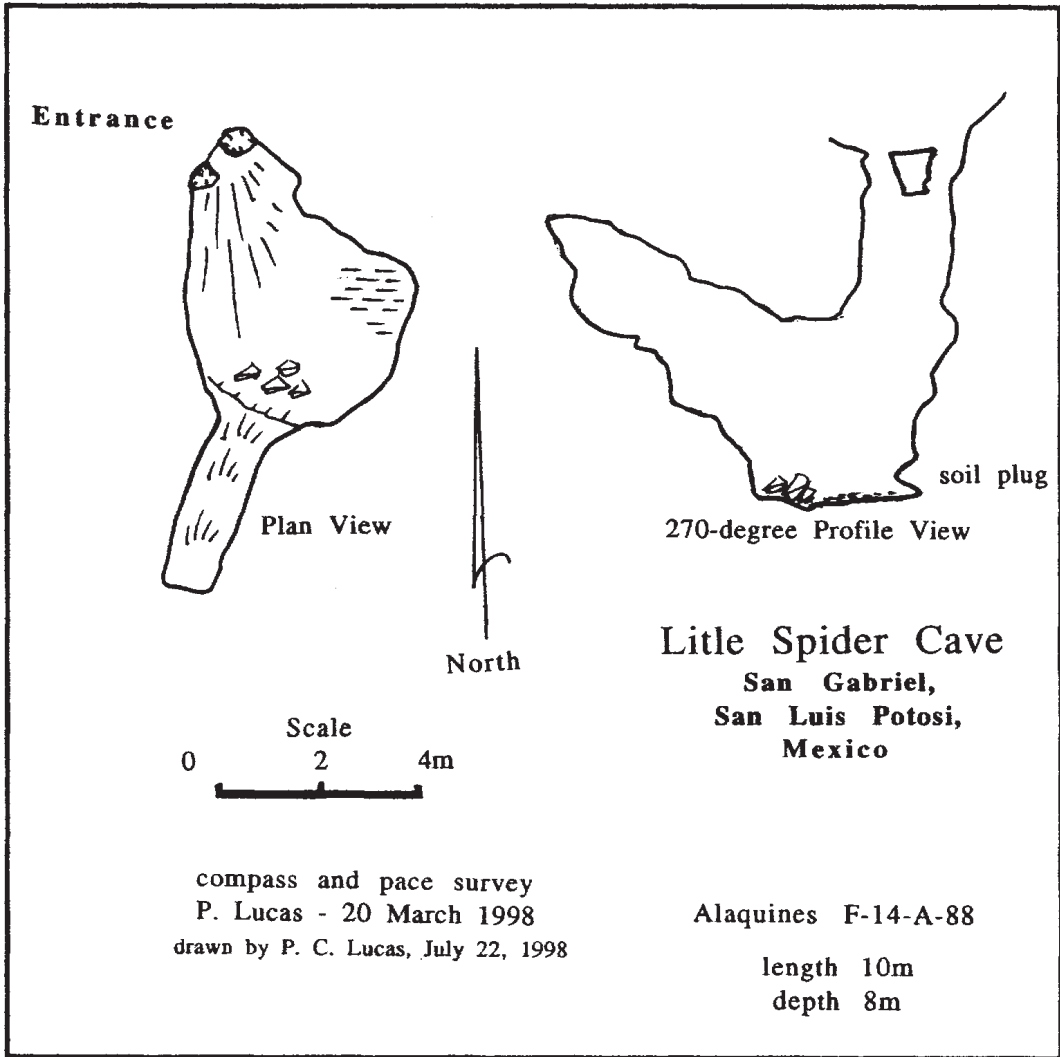 Entrance
soil plug
Plan View
270-degree Profile View
North
Litle Spider Cave
San Gabriel,
San Luis Potosi,
Mexico
Scale
0 2 4m
compass and pace survey
P. Lucas - 20 March 1998
drawn by P. C. Lucas, July 22, 1998
Alaquines F-14-A-88
length 10m
depth 8m